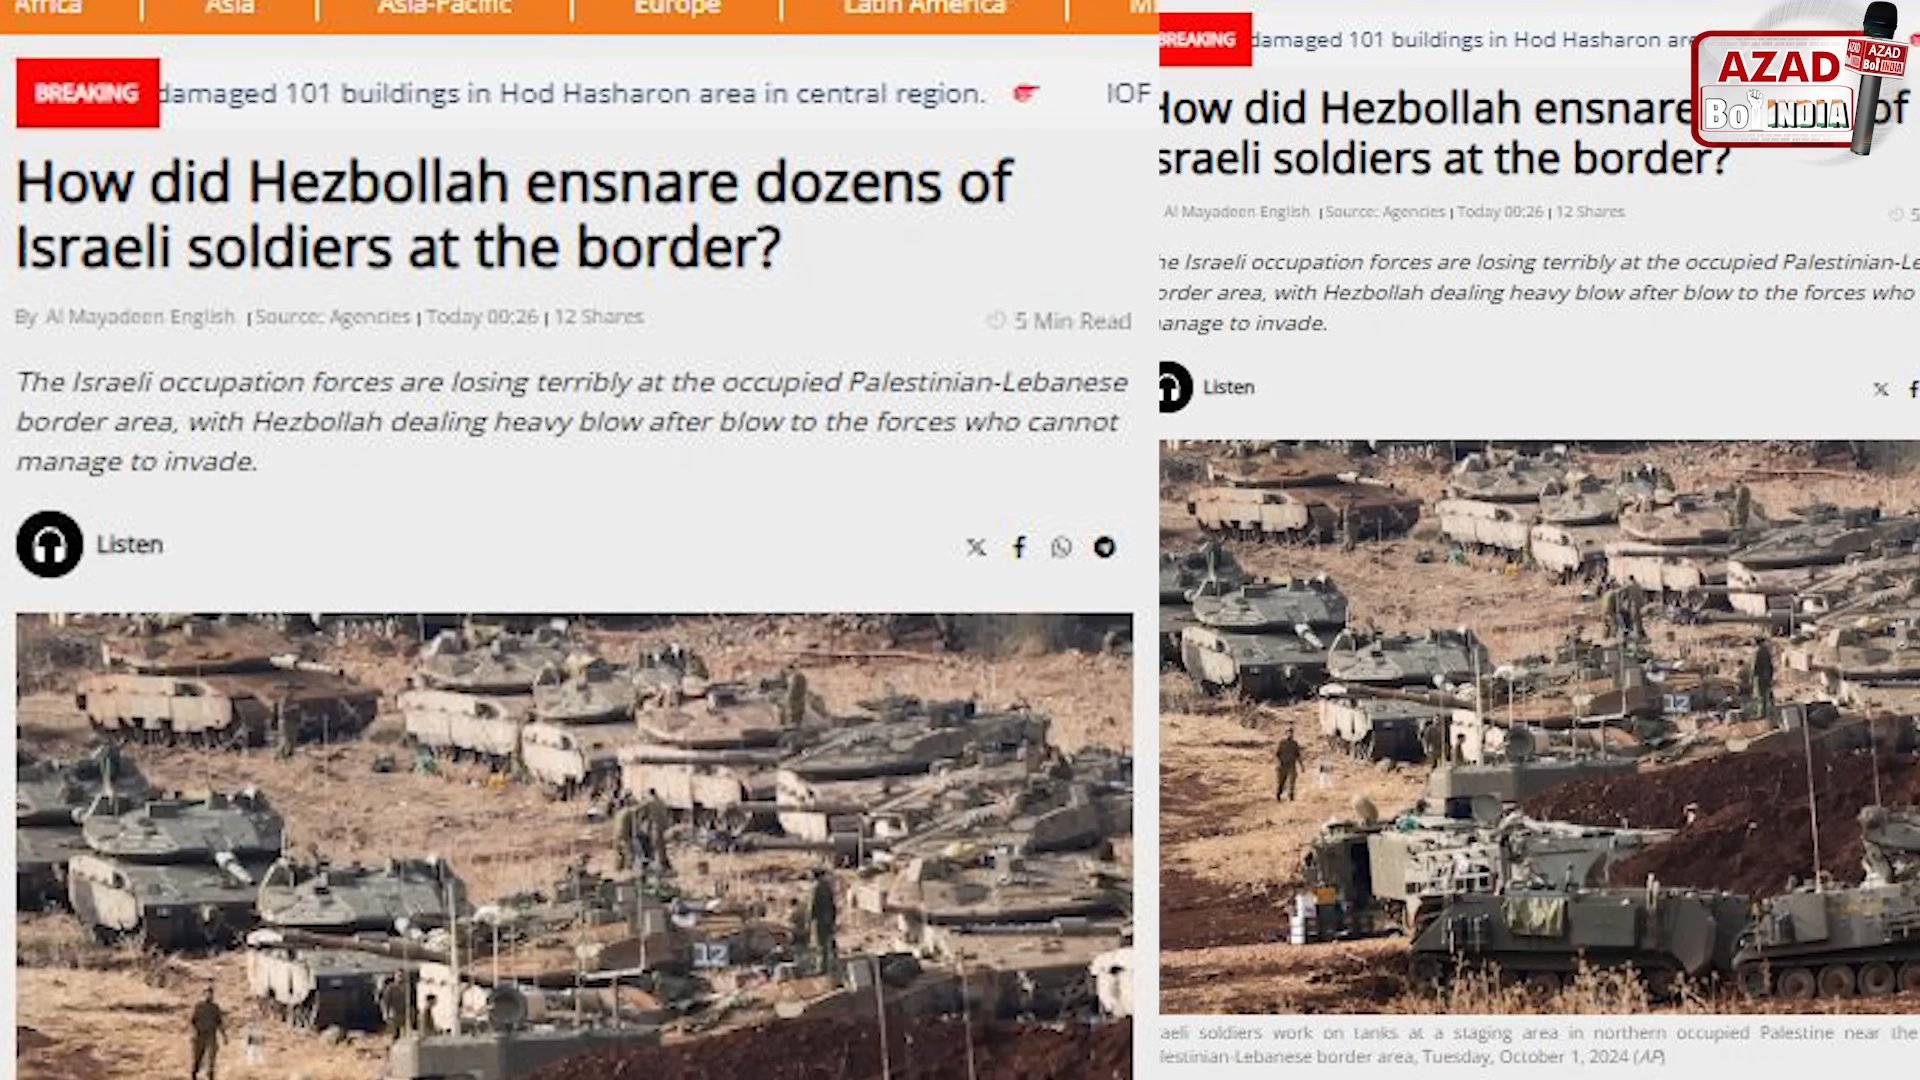 Africa
Asia
Asia-Pacific
Europe
Latin America
BREAKING
damaged 101 buildings in Hod Hasharon area in central region.
IOF
How did Hezbollah ensnare dozens of
Israeli soldiers at the border?
By Al Mayadeen English | Source: Agencies | Today 00:26 | 12 Shares
5 Min Read
The Israeli occupation forces are losing terribly at the occupied Palestinian-Lebanese
border area, with Hezbollah dealing heavy blow after blow to the forces who cannot
manage to invade.
Listen
12
BREAKING
damaged 101 buildings in Hod Hasharon are
How did Hezbollah ensnare of
sraeli soldiers at the border?
Al Mayadeen English | Source: Agencies | Today 00:26 | 12 Shares
5
he Israeli occupation forces are losing terribly at the occupied Palestinian-Le
order area, with Hezbollah dealing heavy blow after blow to the forces who
anage to invade.
Listen
12
raeli soldiers work on tanks at a staging area in northern occupied Palestine near the
lestinian-Lebanese border area, Tuesday, October 1, 2024 (AP)
AZAD
Bol INDIA
AZAD
Bol INDIA